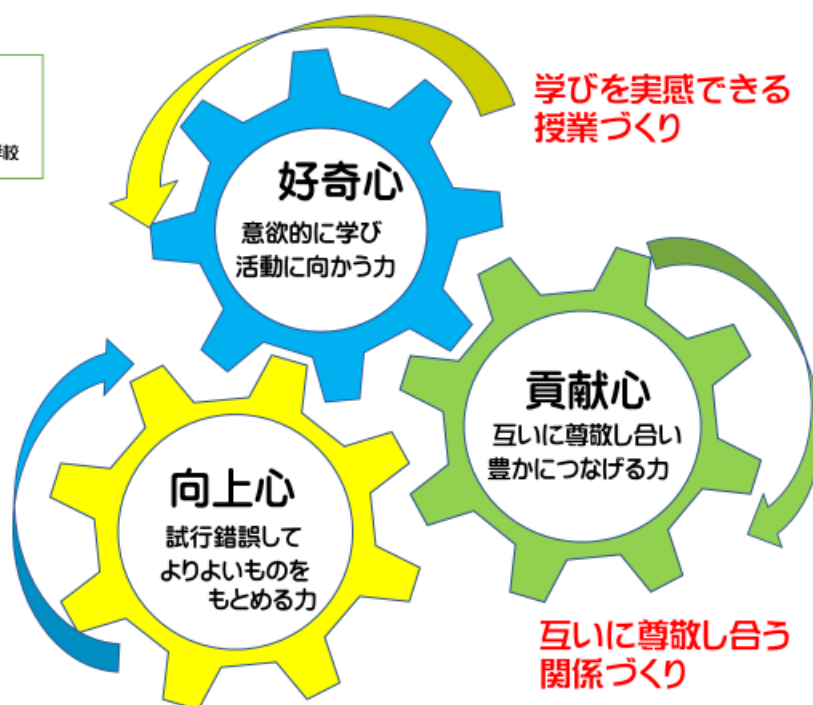 学びを実感できる
授業づくり
校
好奇心
意欲的に学び
活動に向かう力
貢献心
互いに尊敬し合い
豊かにつなげる力
向上心
試行錯誤して
よりよいものを
もとめる力
互いに尊敬し合う
関係づくり